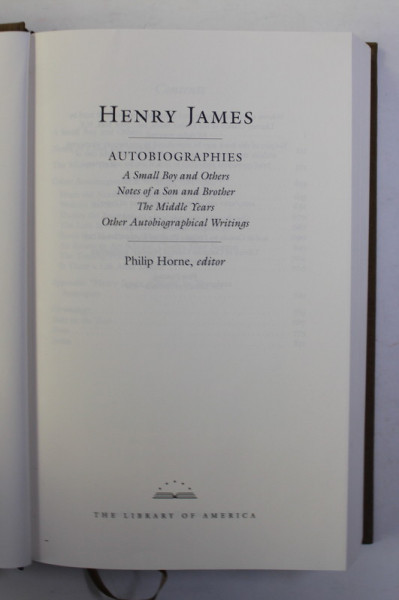 HENRY JAMES
AUTOBIOGRAPHIES
A Small Boy and Others
Notes of a Son and Brother
The Middle Years
Other Autobiographical Writings
Philip Horne, editor
THE LIBRARY OF AMERICA